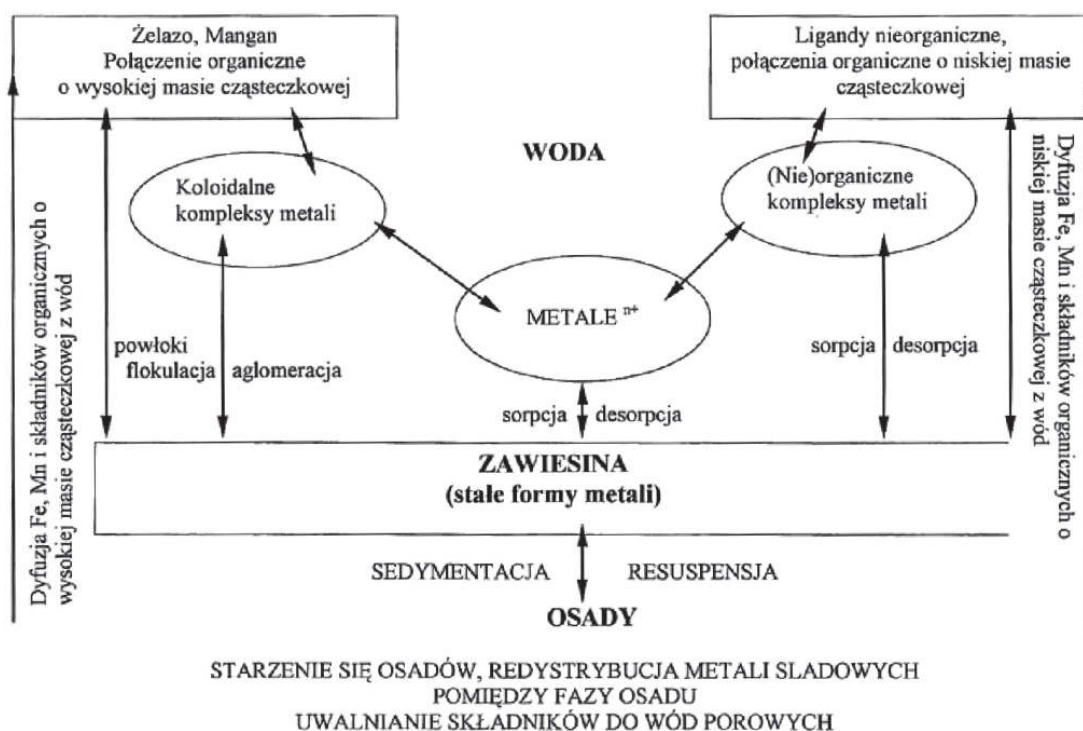 Żelazo, Mangan
Połączenie organiczne
o wysokiej masie cząsteczkowej
Ligandy nieorganiczne,
połączenia organiczne o niskiej masie
cząsteczkowej
WODA
Koloidalne
kompleksy metali
(Nie)organiczne
kompleksy metali
METALE n+
powłoki
flokulacja
aglomeracja
sorpcja
desorpcja
sorpcja
desorpcja
Dyfuzja Fe, Mn i składników organicznych o
wysokiej masie cząsteczkowej z wód
Dyfuzja Fe, Mn i składników organicznych o
niskiej masie cząsteczkowej z wód
ZAWIESINA
(stałe formy metali)
SEDYMENTACJA
RESUSPENSJA
OSADY
STARZENIE SIĘ OSADÓW, REDYSTRYBUCJA METALI SLADOWYCH
POMIĘDZY FAZY OSADU
UWALNIANIE SKŁADNIKÓW DO WÓD POROWYCH